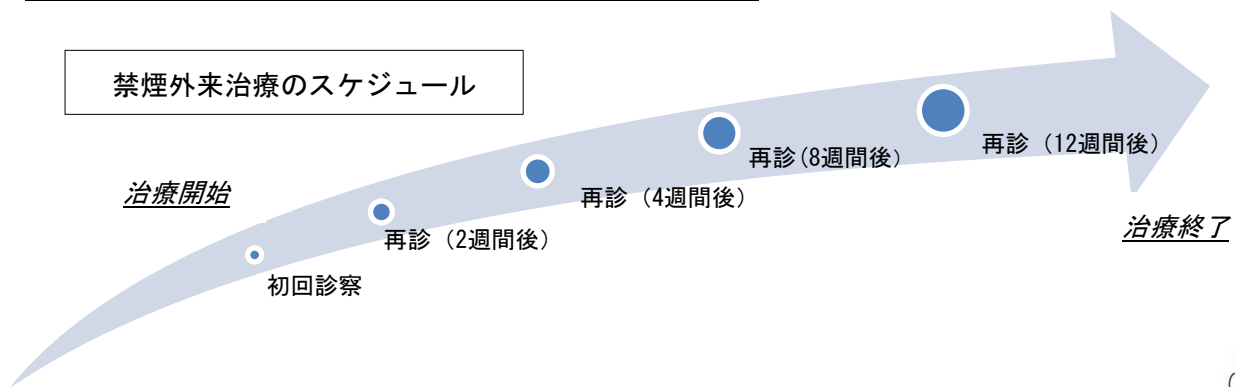 禁煙外来治療のスケジュール
治療開始
初回診察
再診（2週間後）
再診（4週間後）
再診(8週間後）
再診（12週間後）
治療終了